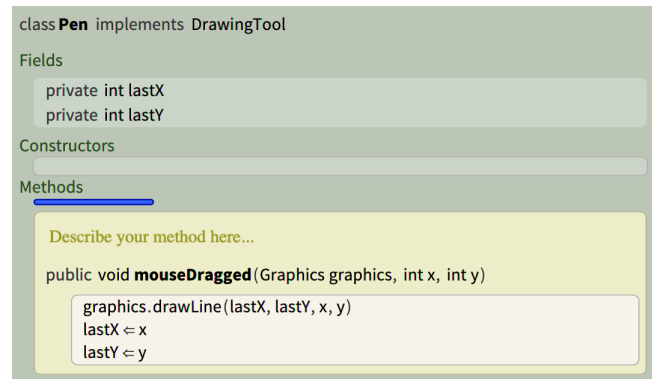 class Pen implements DrawingTool
Fields
private int lastX
private int lastY
Constructors
Methods
Describe your method here...
public void mouseDragged(Graphics graphics, int x, int y)
graphics.drawLine(lastX, lastY, x, y)
lastX ⇐ x
lastY ⇐ y